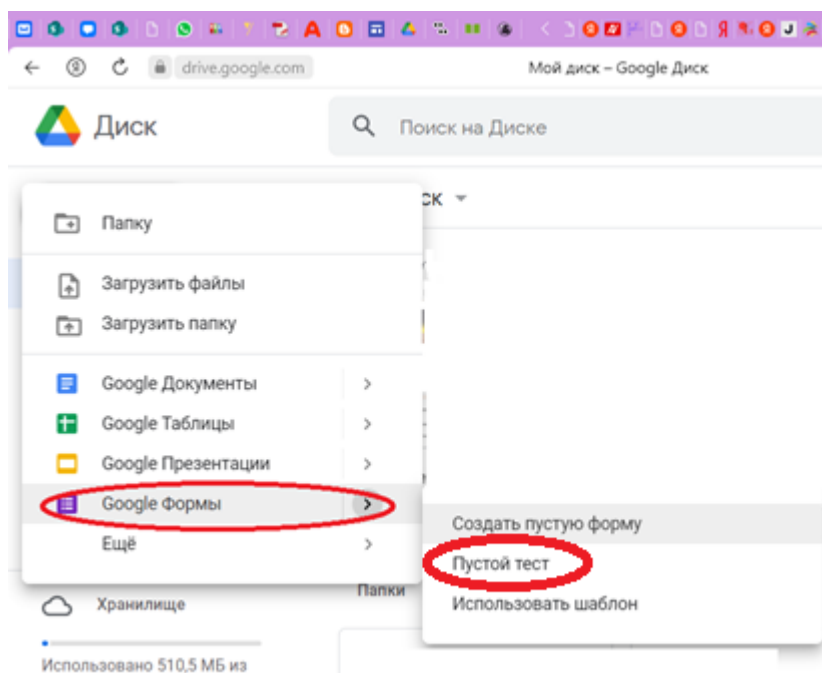 drive.google.com
Мой диск – Google Диск
Диск
Поиск на Диске
ск
Папку
Загрузить файлы
Загрузить папку
Google Документы
Google Таблицы
Google Презентации
Google Формы
Создать пустую форму
Ещё
Пустой тест
Папки
Использовать шаблон
Хранилище
Использовано 510,5 МБ из